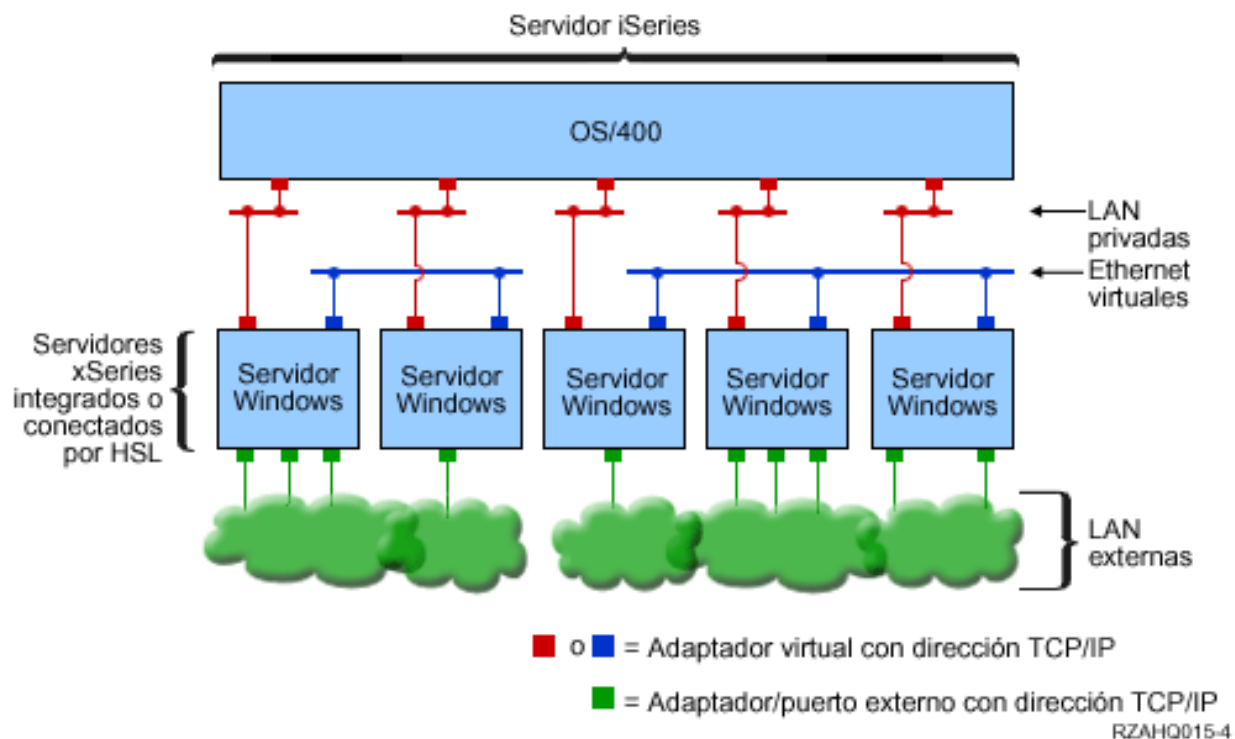 Servidor iSeries
OS/400
LAN
privadas
Ethernet
virtuales
Servidores
xSeries
integrados o
conectados
por HSL
Servidor
Windows
Servidor
Windows
Servidor
Windows
Servidor
Windows
Servidor
Windows
LAN
externas
o = Adaptador virtual con dirección TCP/IP
= Adaptador/puerto externo con dirección TCP/IP
RZAHQ015-4